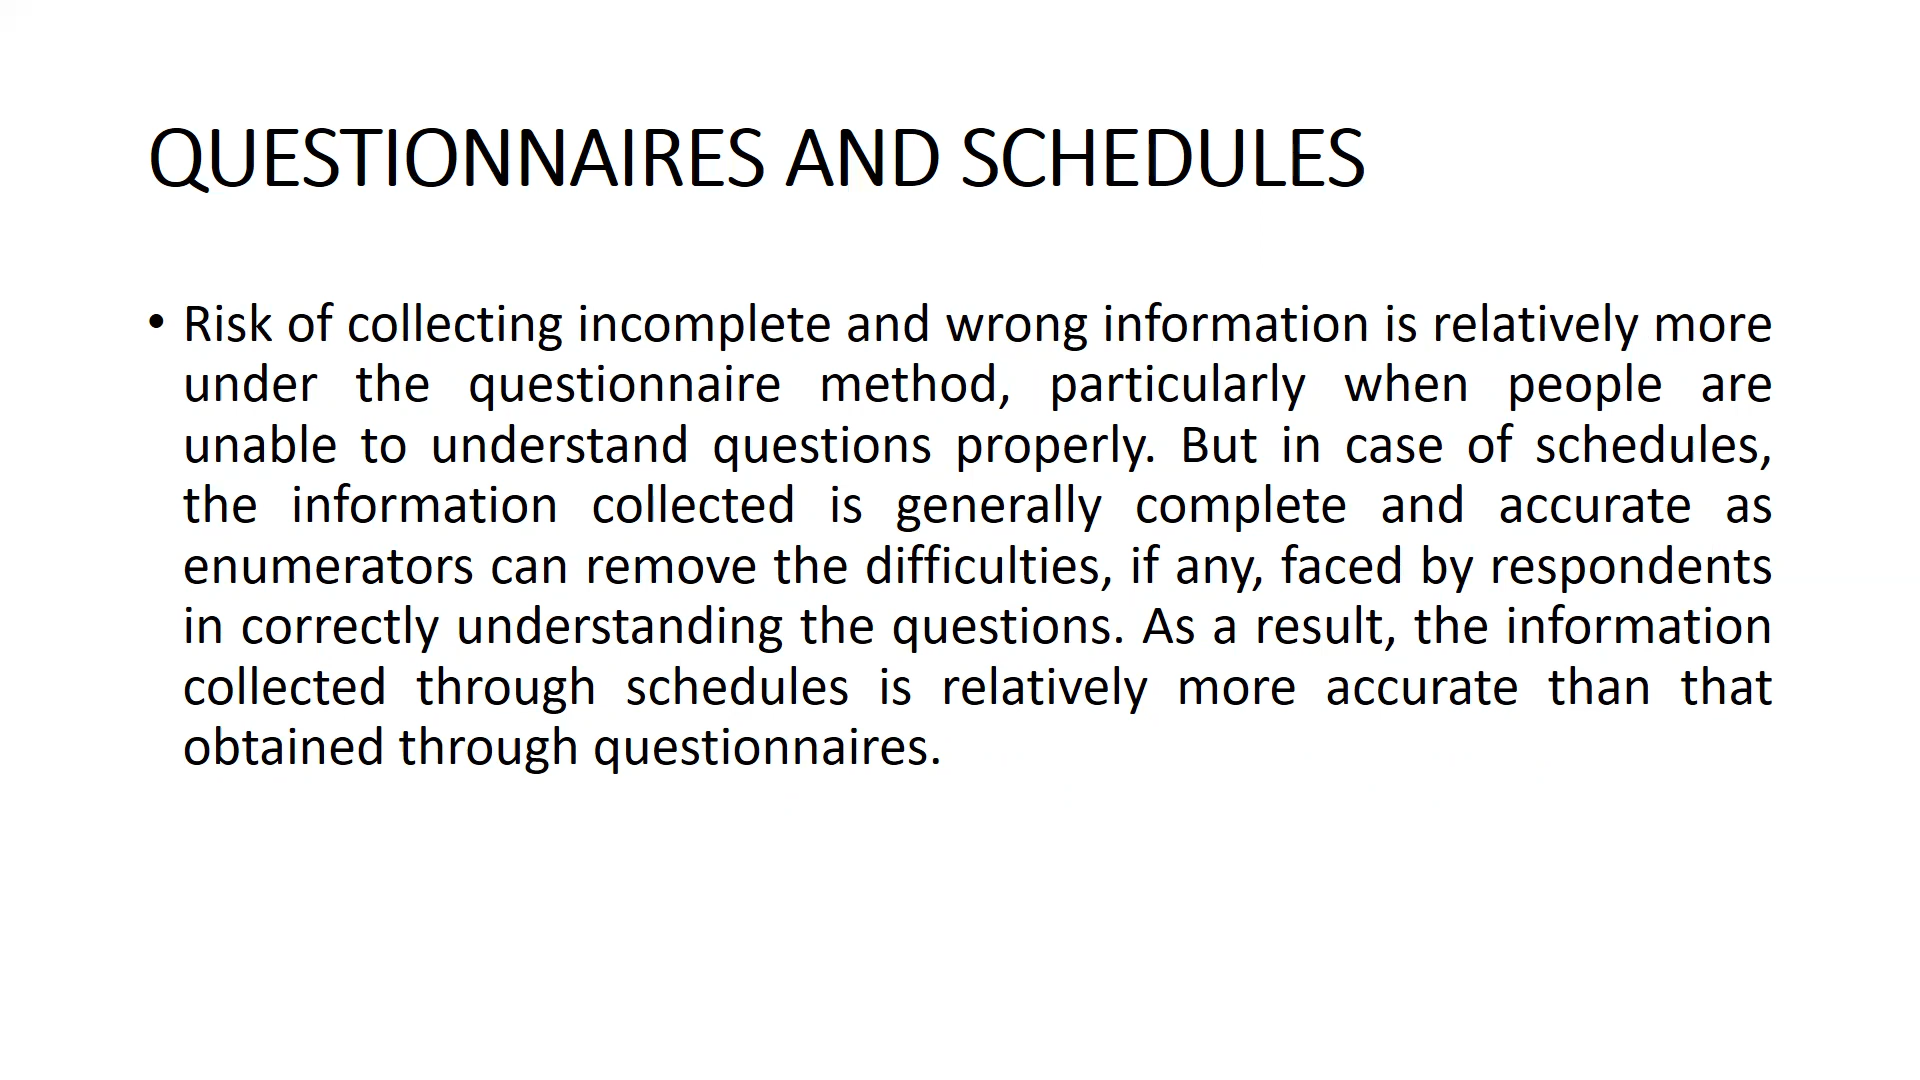 QUESTIONNAIRES AND SCHEDULES
• Risk of collecting incomplete and wrong information is relatively more
under the questionnaire method, particularly when people are
unable to understand questions properly. But in case of schedules,
the information collected is generally complete and accurate as
enumerators can remove the difficulties, if any, faced by respondents
in correctly understanding the questions. As a result, the information
collected through schedules is relatively more accurate than that
obtained through questionnaires.